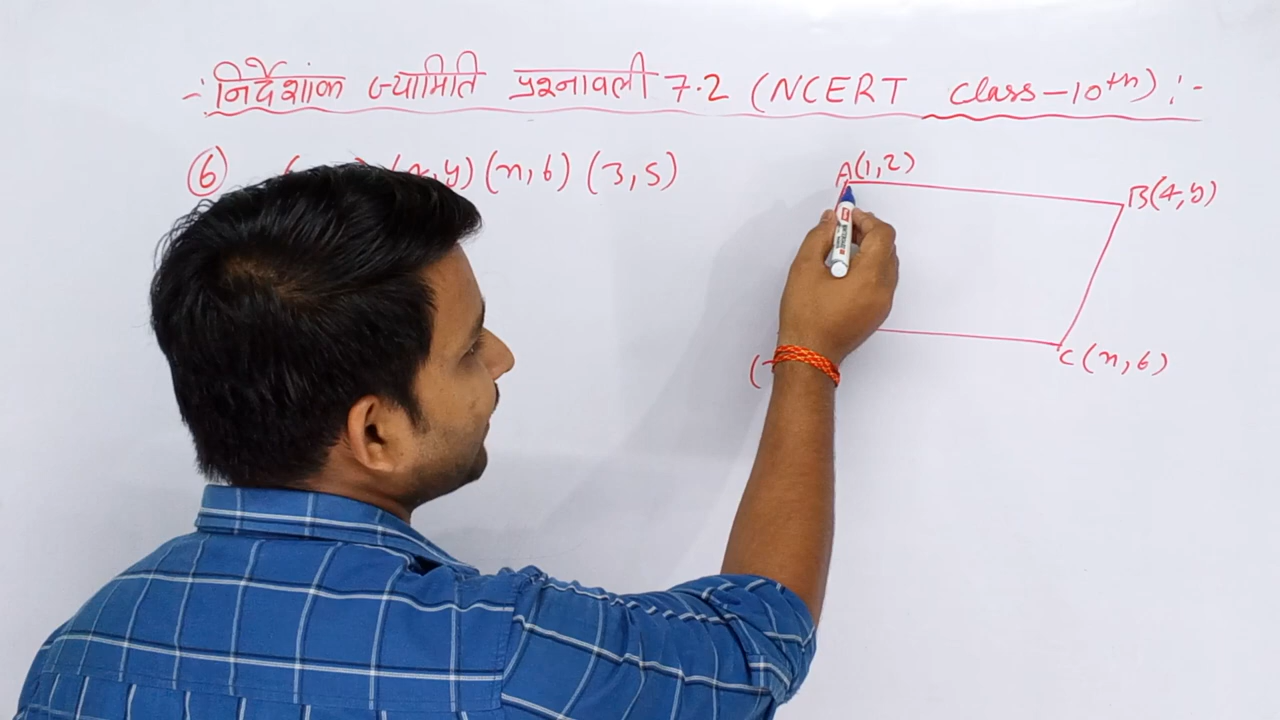 :- निर्देशांक ज्यामिति प्रश्नावली 7.2 (NCERT class-10th) :-
⑥ (x, 6) (3, 5)
A(1,2)
B(4, y)
C(x, 6)